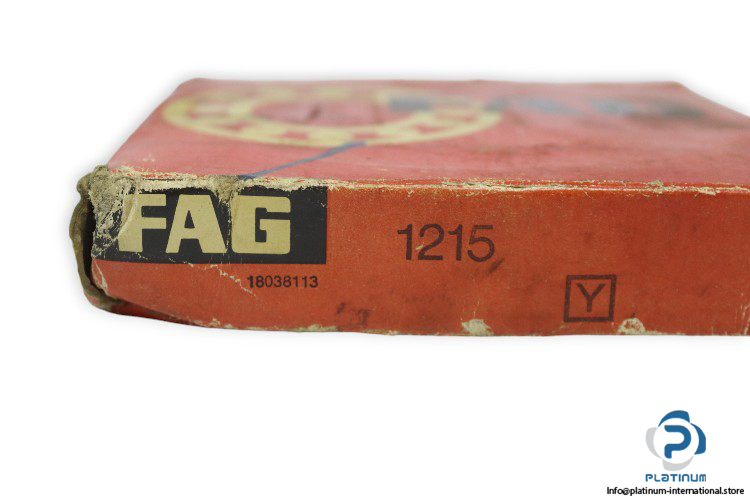 FAG
1215
18038113
Y
PLATINUM
Info@platinum-international.store